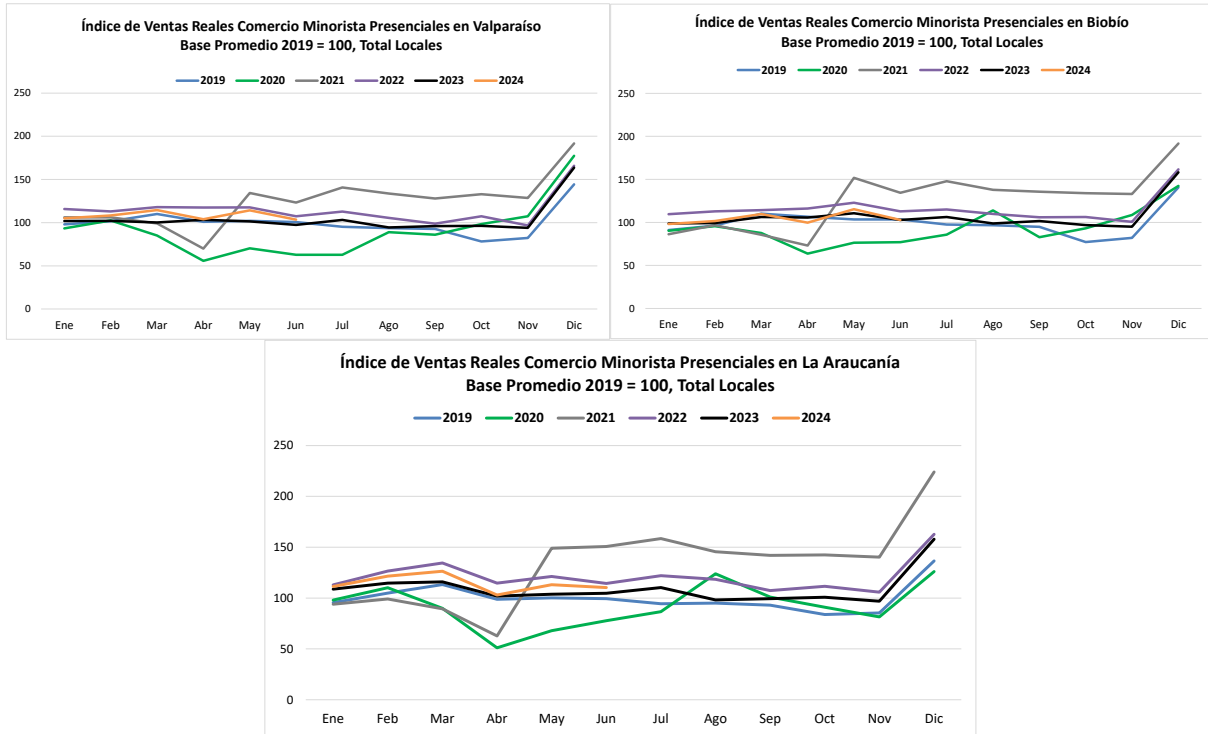 Índice de Ventas Reales Comercio Minorista Presenciales en Valparaíso
Base Promedio 2019 = 100, Total Locales
2019 2020 2021 2022 2023 2024
250
200
150
100
50
0
Ene Feb Mar Abr May Jun Jul Ago Sep Oct Nov Dic
Índice de Ventas Reales Comercio Minorista Presenciales en Biobío
Base Promedio 2019 = 100, Total Locales
2019 2020 2021 2022 2023 2024
250
200
150
100
50
0
Ene Feb Mar Abr May Jun Jul Ago Sep Oct Nov Dic
Índice de Ventas Reales Comercio Minorista Presenciales en La Araucanía
Base Promedio 2019 = 100, Total Locales
2019 2020 2021 2022 2023 2024
250
200
150
100
50
0
Ene Feb Mar Abr May Jun Jul Ago Sep Oct Nov Dic